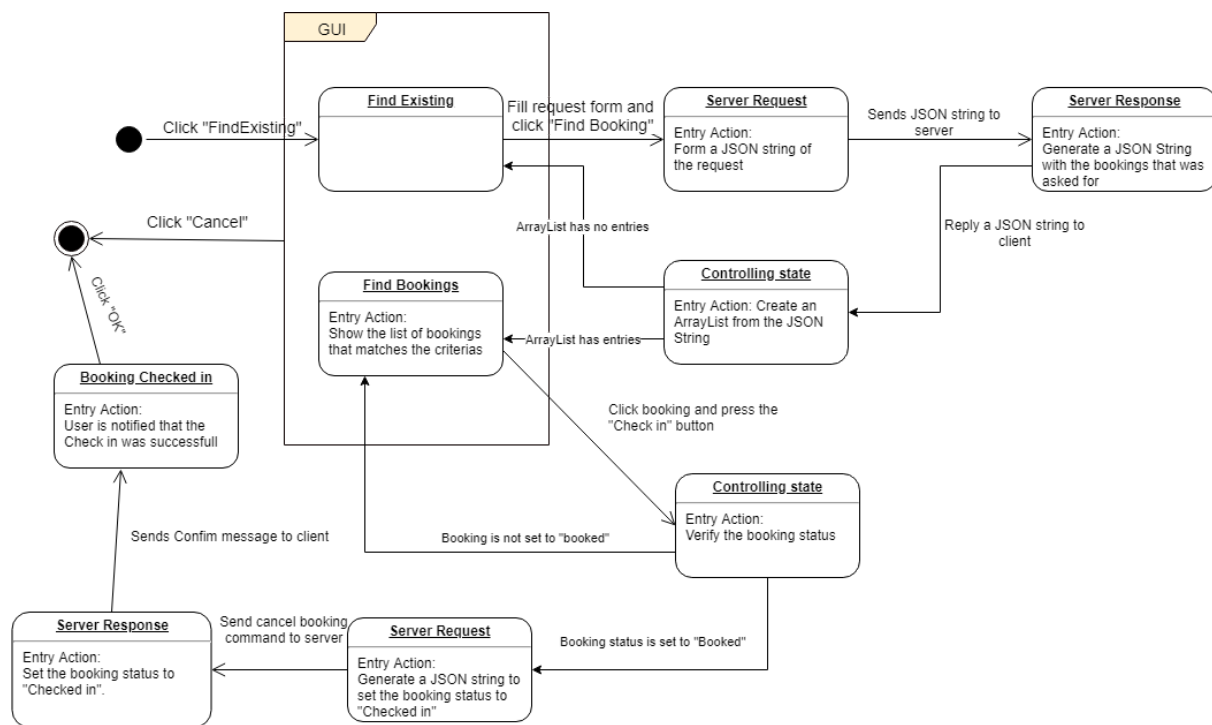 GUI
Find Existing
Click "FindExisting"
Fill request form and
click "Find Booking"
Server Request
Entry Action:
Form a JSON string of
the request
Sends JSON string to
server
Server Response
Entry Action:
Generate a JSON String
with the bookings that was
asked for
Click "Cancel"
ArrayList has no entries
Reply a JSON string to
client
Find Bookings
Entry Action:
Show the list of bookings
that matches the criterias
Controlling state
Entry Action: Create an
ArrayList from the JSON
String
ArrayList has entries
Click "OK"
Booking Checked in
Entry Action:
User is notified that the
Check in was successfull
Click booking and press the
"Check in" button
Controlling state
Entry Action:
Verify the booking status
Sends Confim message to client
Booking is not set to "booked"
Server Response
Entry Action:
Set the booking status to
"Checked in".
Send cancel booking
command to server
Server Request
Entry Action:
Generate a JSON string to
set the booking status to
"Checked in"
Booking status is set to "Booked"